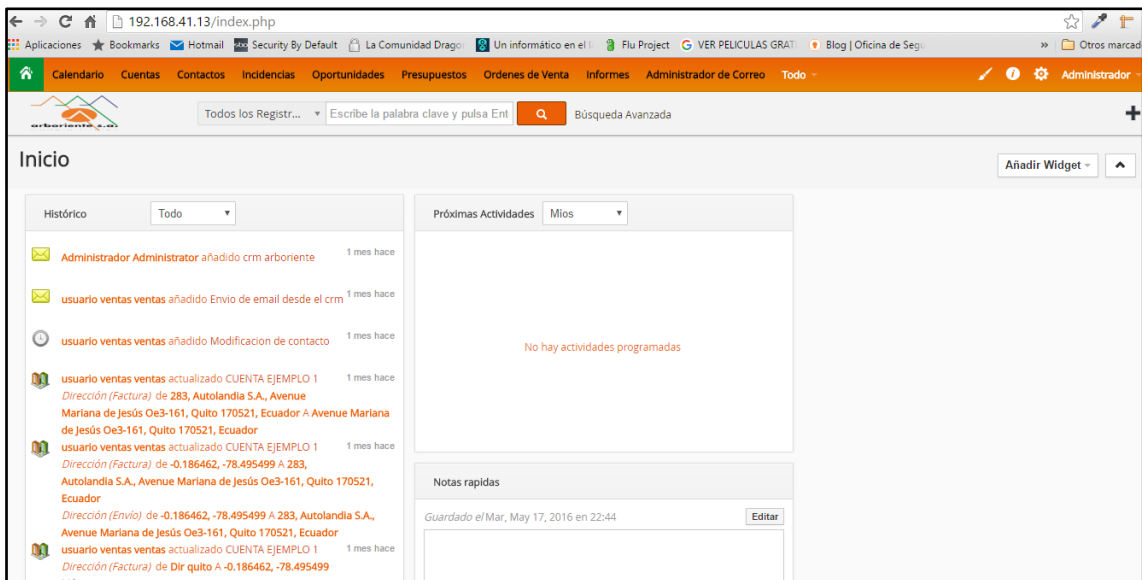 192.168.41.13/index.php
Aplicaciones Bookmarks Hotmail Security By Default La Comunidad Drago Un informático en el l Flu Project VER PELICULAS GRAT Blog | Oficina de Segu » Otros marcad
Calendario Cuentas Contactos Incidencias Oportunidades Presupuestos Ordenes de Venta Informes Administrador de Correo Todo Administrador
arboriente s.a.
Todos los Registr... Escribe la palabra clave y pulsa Ent Búsqueda Avanzada
Inicio
Añadir Widget
Histórico Todo
Administrador Administrator añadido crm arboriente 1 mes hace
usuario ventas ventas añadido Envio de email desde el crm 1 mes hace
usuario ventas ventas añadido Modificacion de contacto 1 mes hace
usuario ventas ventas actualizado CUENTA EJEMPLO 1 1 mes hace
Dirección (Factura) de 283, Autolandia S.A., Avenue
Mariana de Jesús Oe3-161, Quito 170521, Ecuador A Avenue Mariana
de Jesús Oe3-161, Quito 170521, Ecuador
usuario ventas ventas actualizado CUENTA EJEMPLO 1 1 mes hace
Dirección (Factura) de -0.186462, -78.495499 A 283,
Autolandia S.A., Avenue Mariana de Jesús Oe3-161, Quito 170521,
Ecuador
Dirección (Envío) de -0.186462, -78.495499 A 283, Autolandia S.A.,
Avenue Mariana de Jesús Oe3-161, Quito 170521, Ecuador
usuario ventas ventas actualizado CUENTA EJEMPLO 1 1 mes hace
Dirección (Factura) de Dir quito A -0.186462, -78.495499
Próximas Actividades Mios
No hay actividades programadas
Notas rapidas
Guardado el Mar, May 17, 2016 en 22:44 Editar